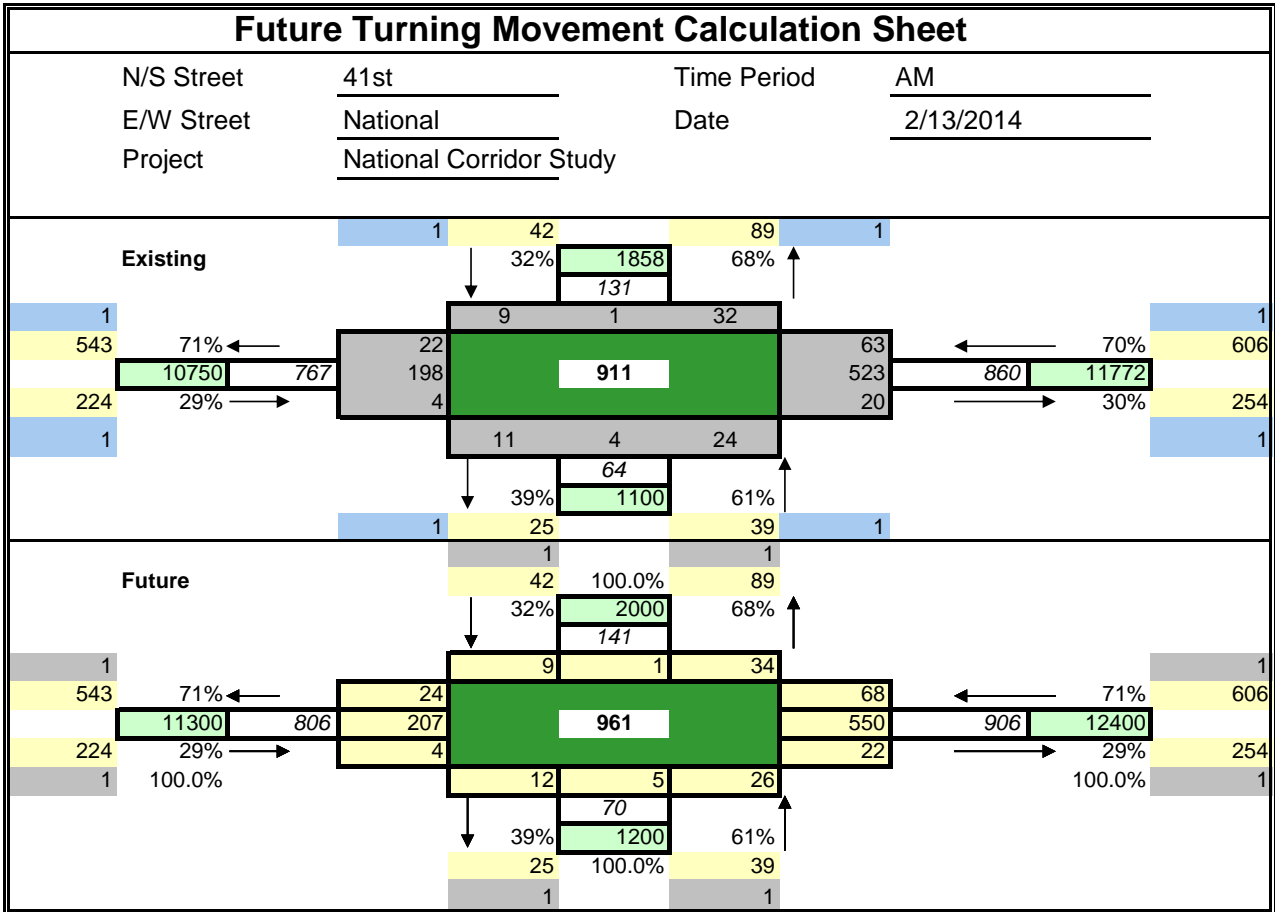 Future Turning Movement Calculation Sheet
N/S Street 41st Time Period AM
E/W Street National Date 2/13/2014
Project National Corridor Study
1 42 89 1
Existing 32% 1858 68%
131
1 9 1 32 1
543 71% 22 63 70% 606
10750 767 198 911 523 860 11772
224 29% 4 20 30% 254
1 11 4 24 1
64
39% 1100 61%
1 25 39 1
1 1
Future 42 100.0% 89
32% 2000 68%
141
1 9 1 34 1
543 71% 24 68 71% 606
11300 806 207 961 550 906 12400
224 29% 4 22 29% 254
1 100.0% 12 5 26 100.0% 1
70
39% 1200 61%
25 100.0% 39
1 1